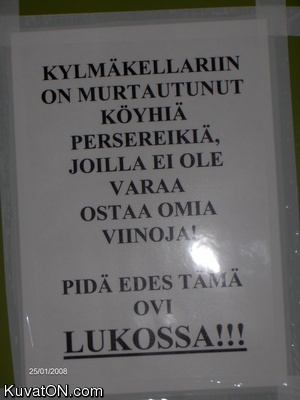 KYLMÄKELLARIIN
ON MURTAUTUNUT
KÖYHIÄ
PERSEREIKIÄ,
JOILLA EI OLE
VARAA
OSTAA OMIA
VIINOJA!
PIDÄ EDES TÄMÄ
OVI
LUKOSSA!!!
25/01/2008
KuvatON.com